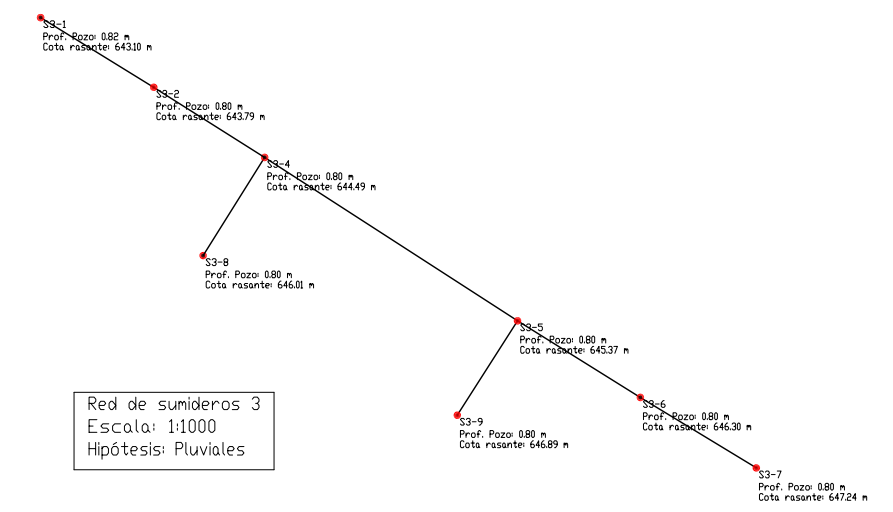 S3-1
Prof. Pozo: 0.82 m
Cota rasante: 643.10 m
S3-2
Prof. Pozo: 0.80 m
Cota rasante: 643.79 m
S3-4
Prof. Pozo: 0.80 m
Cota rasante: 644.49 m
S3-8
Prof. Pozo: 0.80 m
Cota rasante: 646.01 m
S3-5
Prof. Pozo: 0.80 m
Cota rasante: 645.37 m
S3-6
Prof. Pozo: 0.80 m
Cota rasante: 646.30 m
S3-9
Prof. Pozo: 0.80 m
Cota rasante: 646.89 m
S3-7
Prof. Pozo: 0.80 m
Cota rasante: 647.24 m
Red de sumideros 3
Escala: 1:1000
Hipótesis: Pluviales